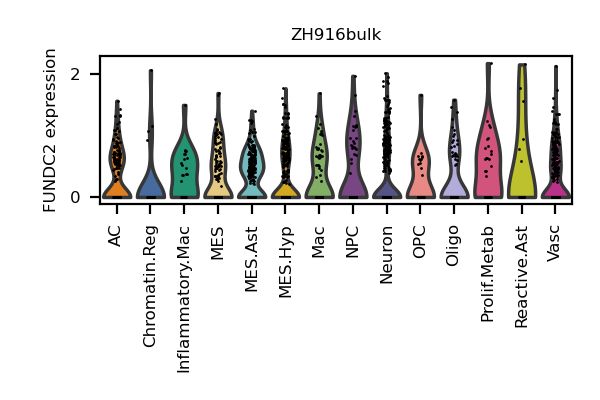 ZH916bulk
FUNDC2 expression
2
0
AC
Chromatin.Reg
Inflammatory.Mac
MES
MES.Ast
MES.Hyp
Mac
NPC
Neuron
OPC
Oligo
Prolif.Metab
Reactive.Ast
Vasc